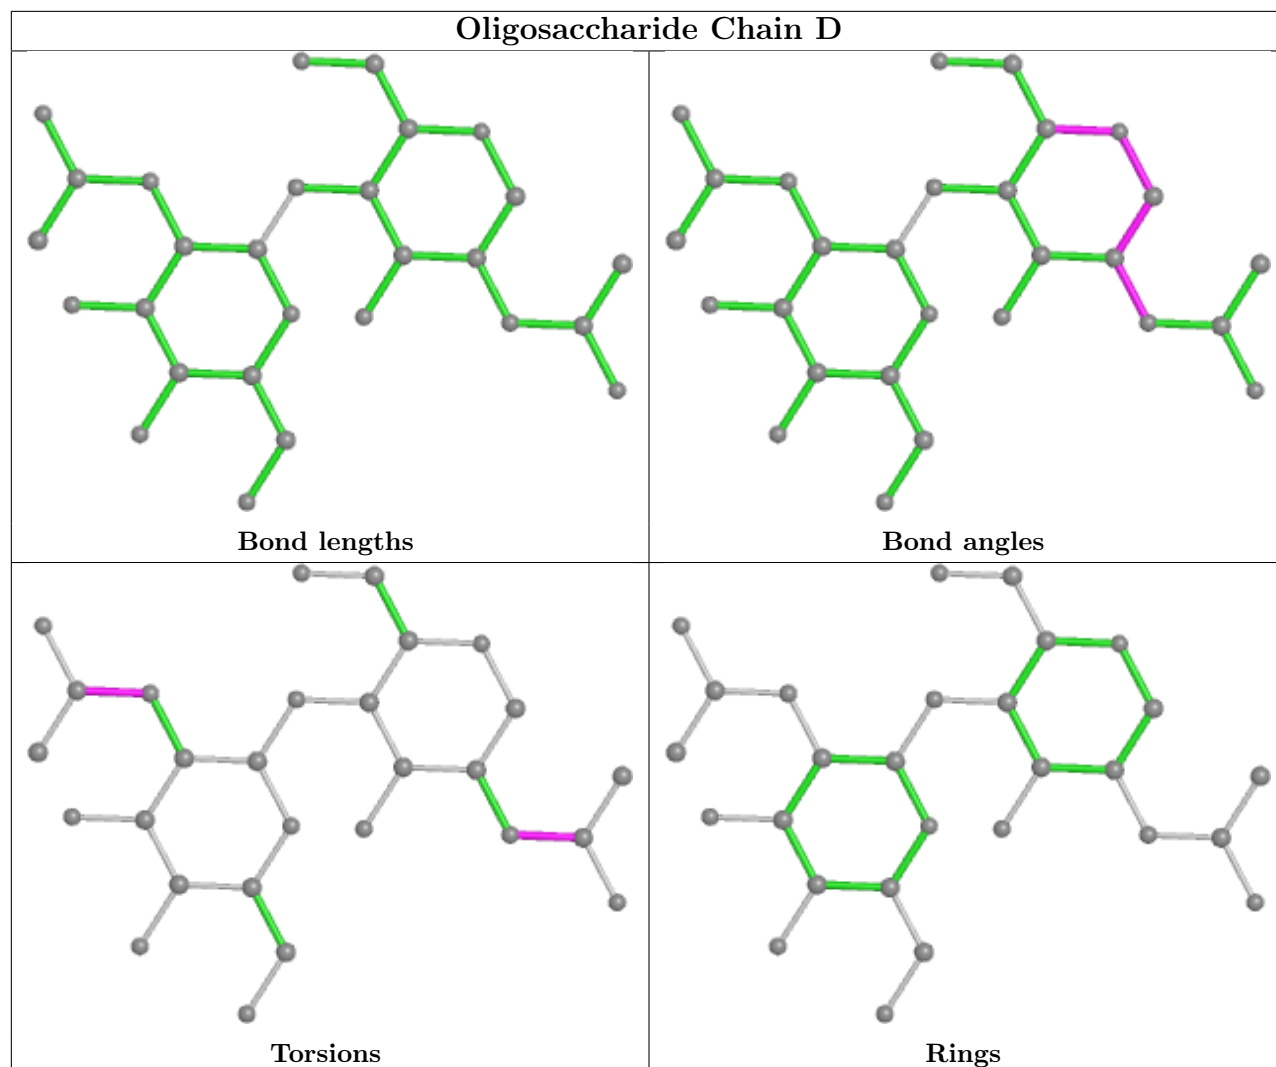 Oligosaccharide Chain D
Bond lengths
Bond angles
Torsions
Rings